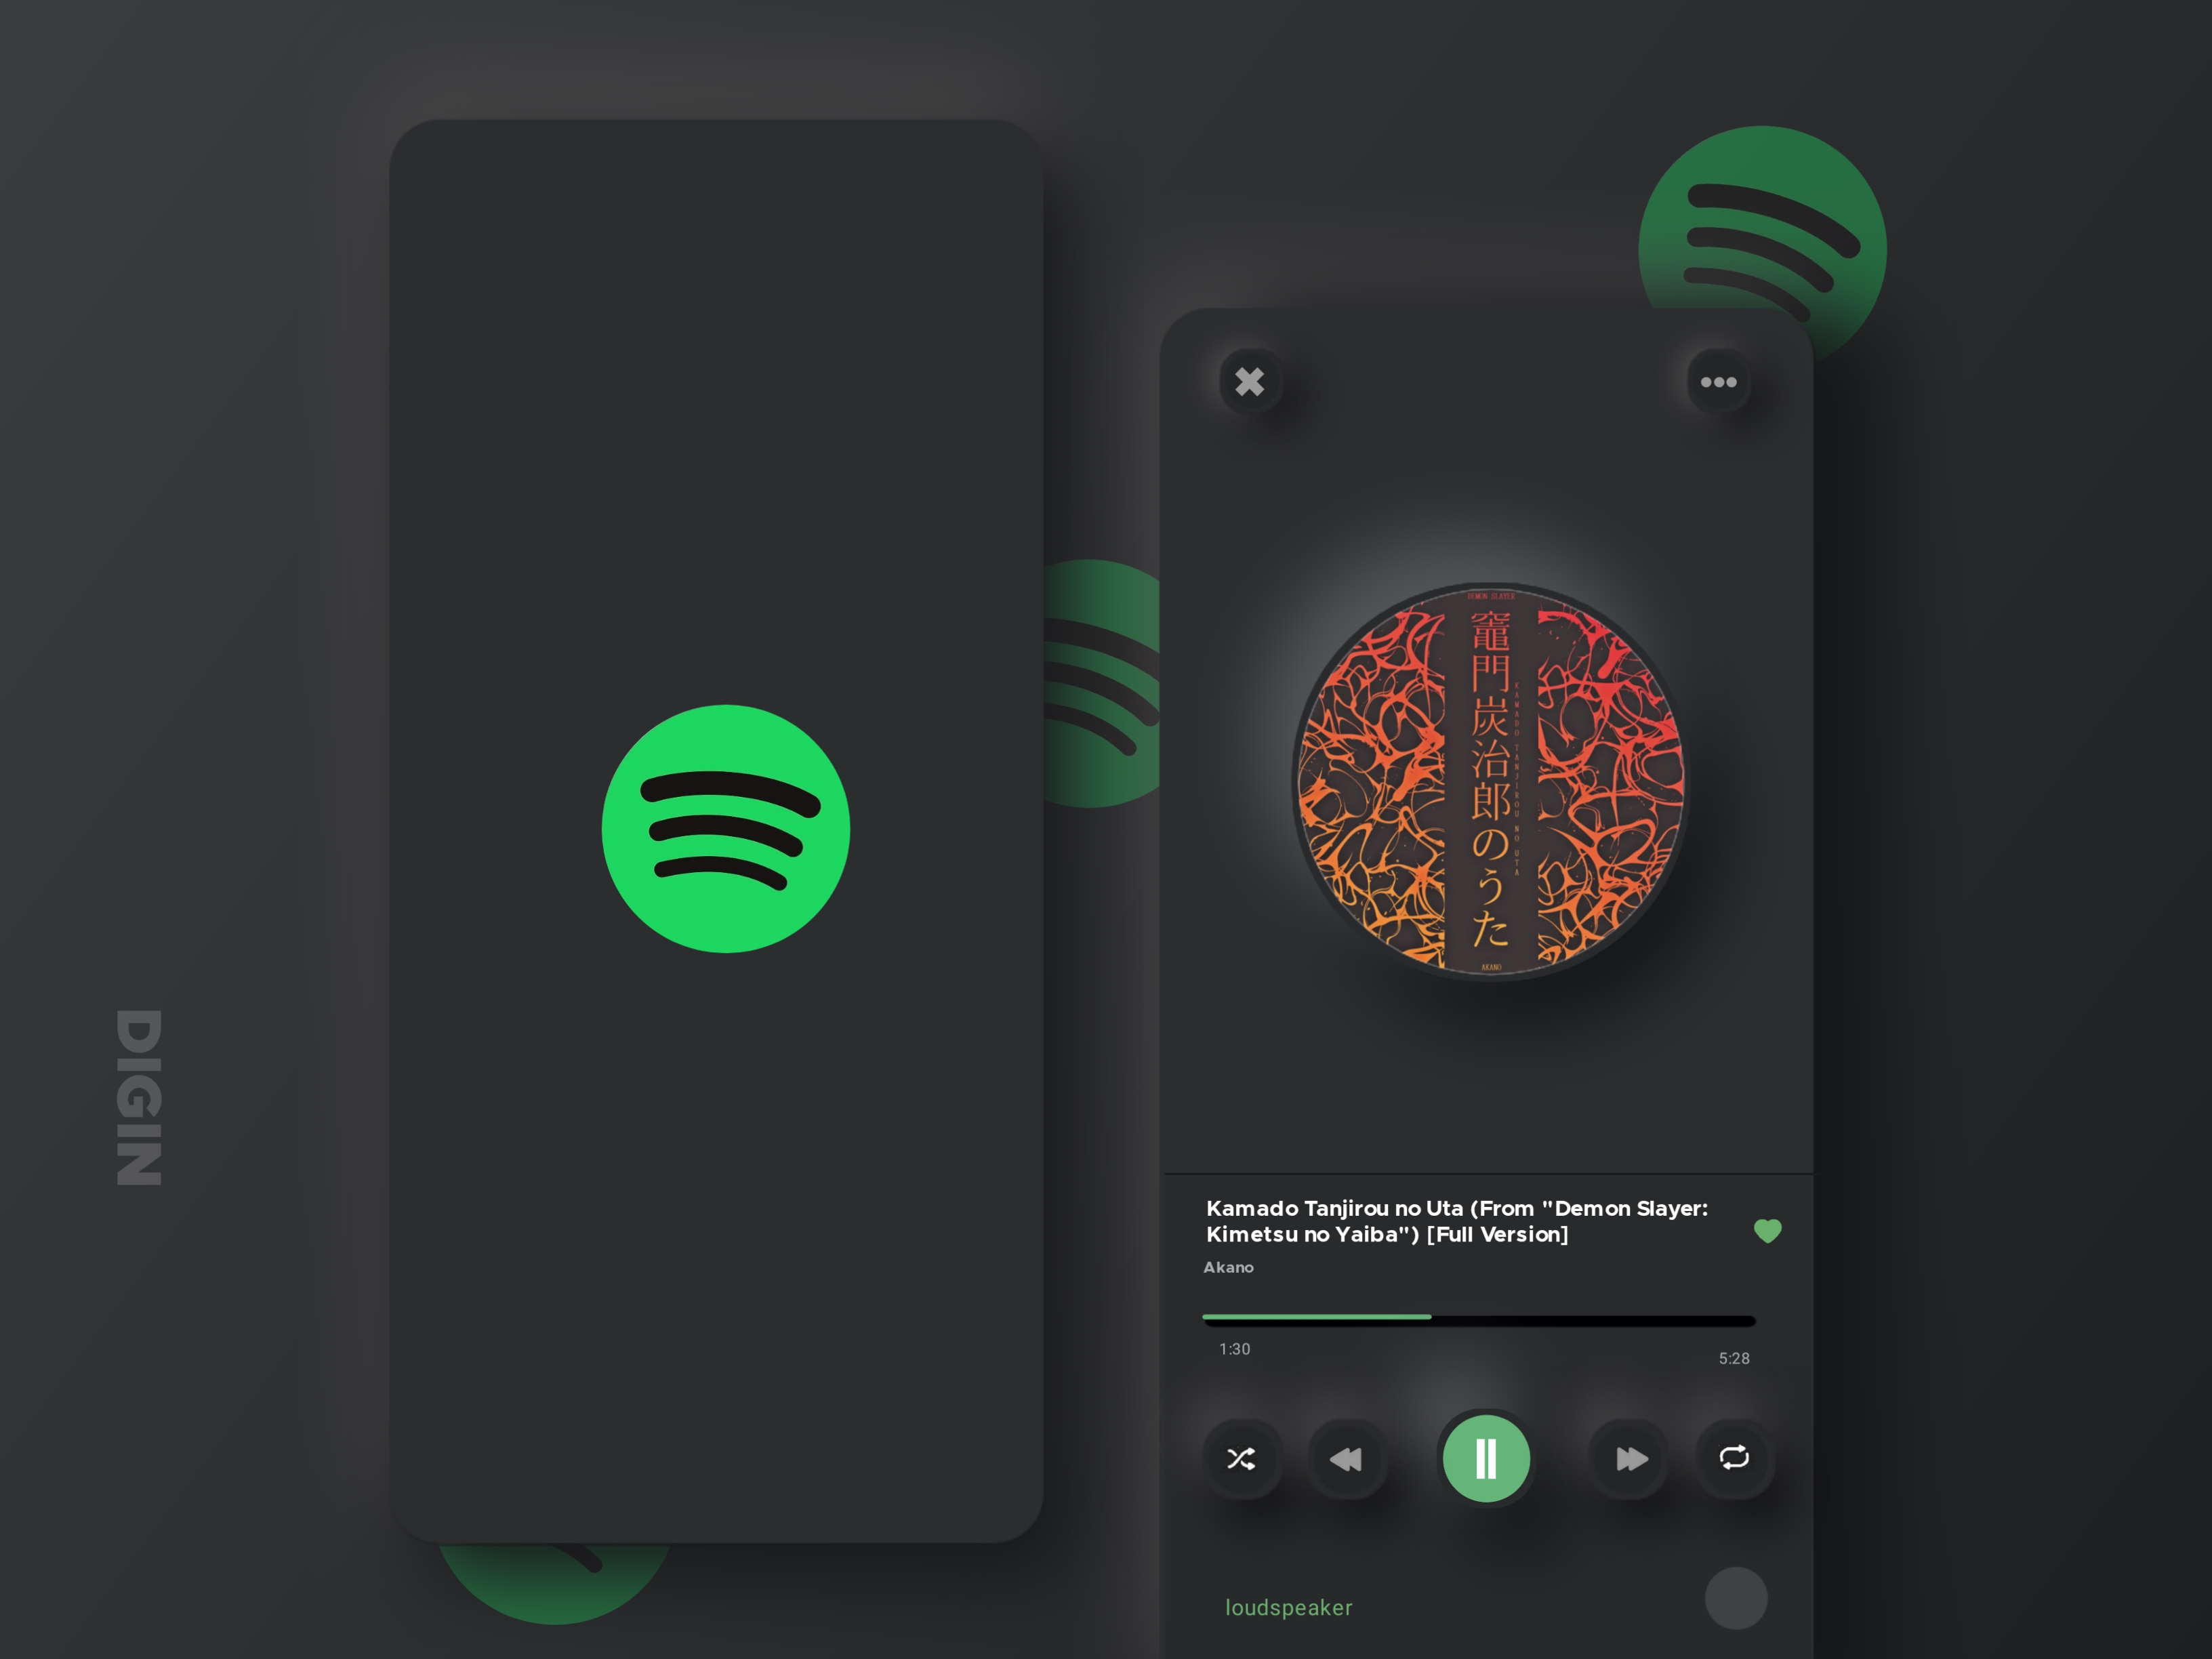 DIGIN
DEMON SLAYER
竈門炭治郎のうた
KAMADO TANJIROU NO UTA
AKANO
Kamado Tanjirou no Uta (From "Demon Slayer:
Kimetsu no Yaiba") [Full Version]
Akano
1:30
5:28
loudspeaker